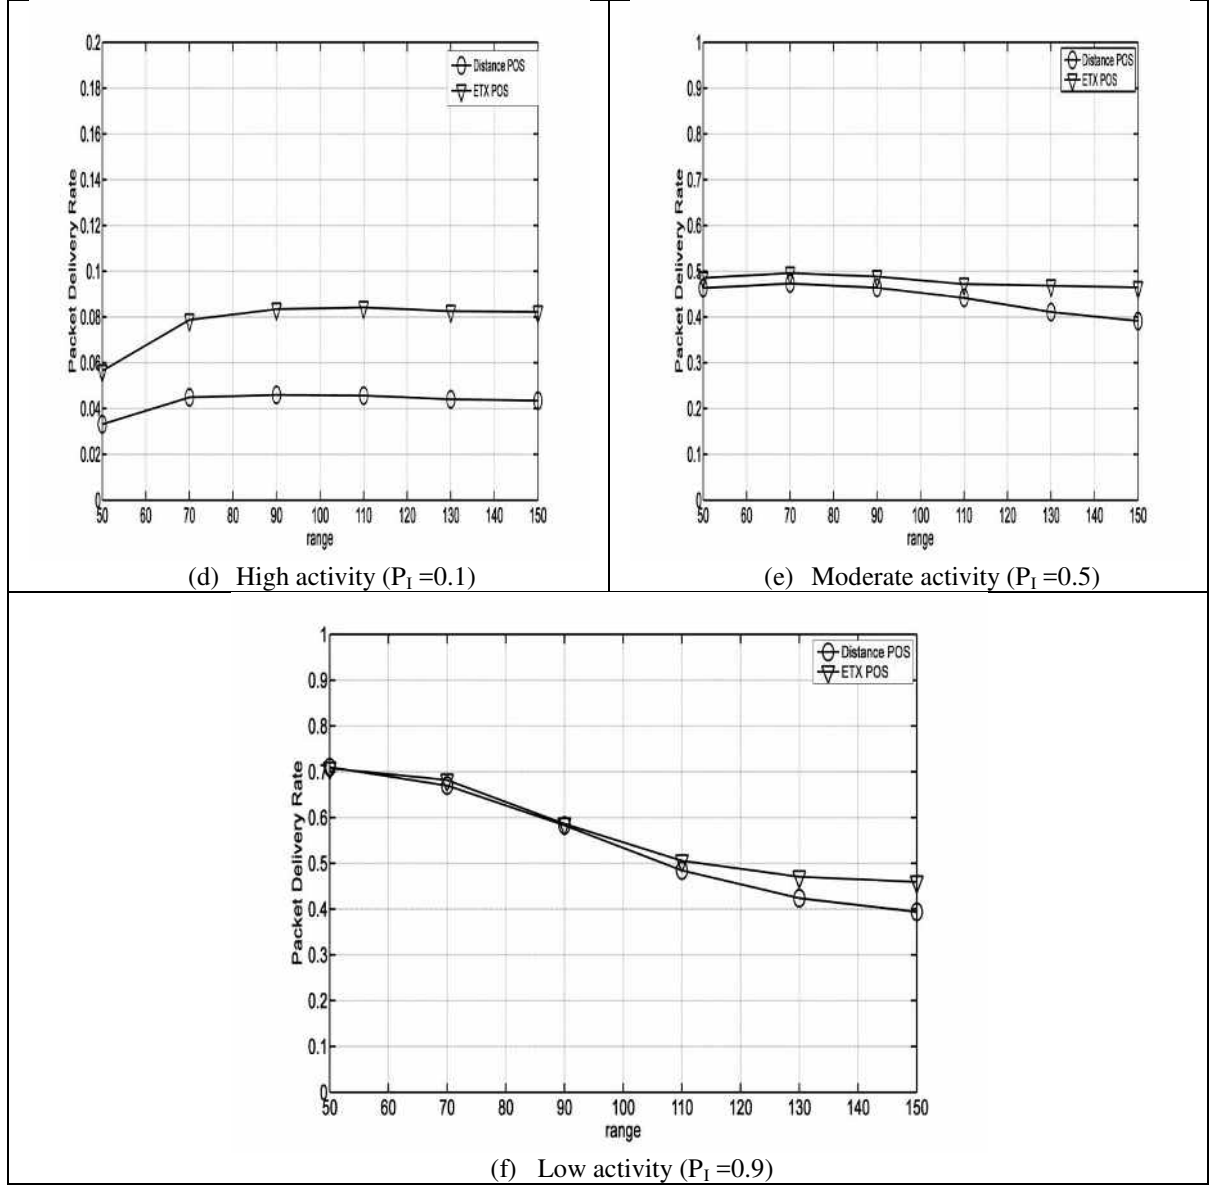 0.2
0.18
0.16
0.14
0.12
0.1
0.08
0.06
0.04
0.02
0
Packet Delivery Rate
Distance POS
ETX POS
50 60 70 80 90 100 110 120 130 140 150
range
(d) High activity (P_I =0.1)
1
0.9
0.8
0.7
0.6
0.5
0.4
0.3
0.2
0.1
0
Packet Delivery Rate
Distance POS
ETX POS
50 60 70 80 90 100 110 120 130 140 150
range
(e) Moderate activity (P_I =0.5)
1
0.9
0.8
0.7
0.6
0.5
0.4
0.3
0.2
0.1
0
Packet Delivery Rate
Distance POS
ETX POS
50 60 70 80 90 100 110 120 130 140 150
range
(f) Low activity (P_I =0.9)